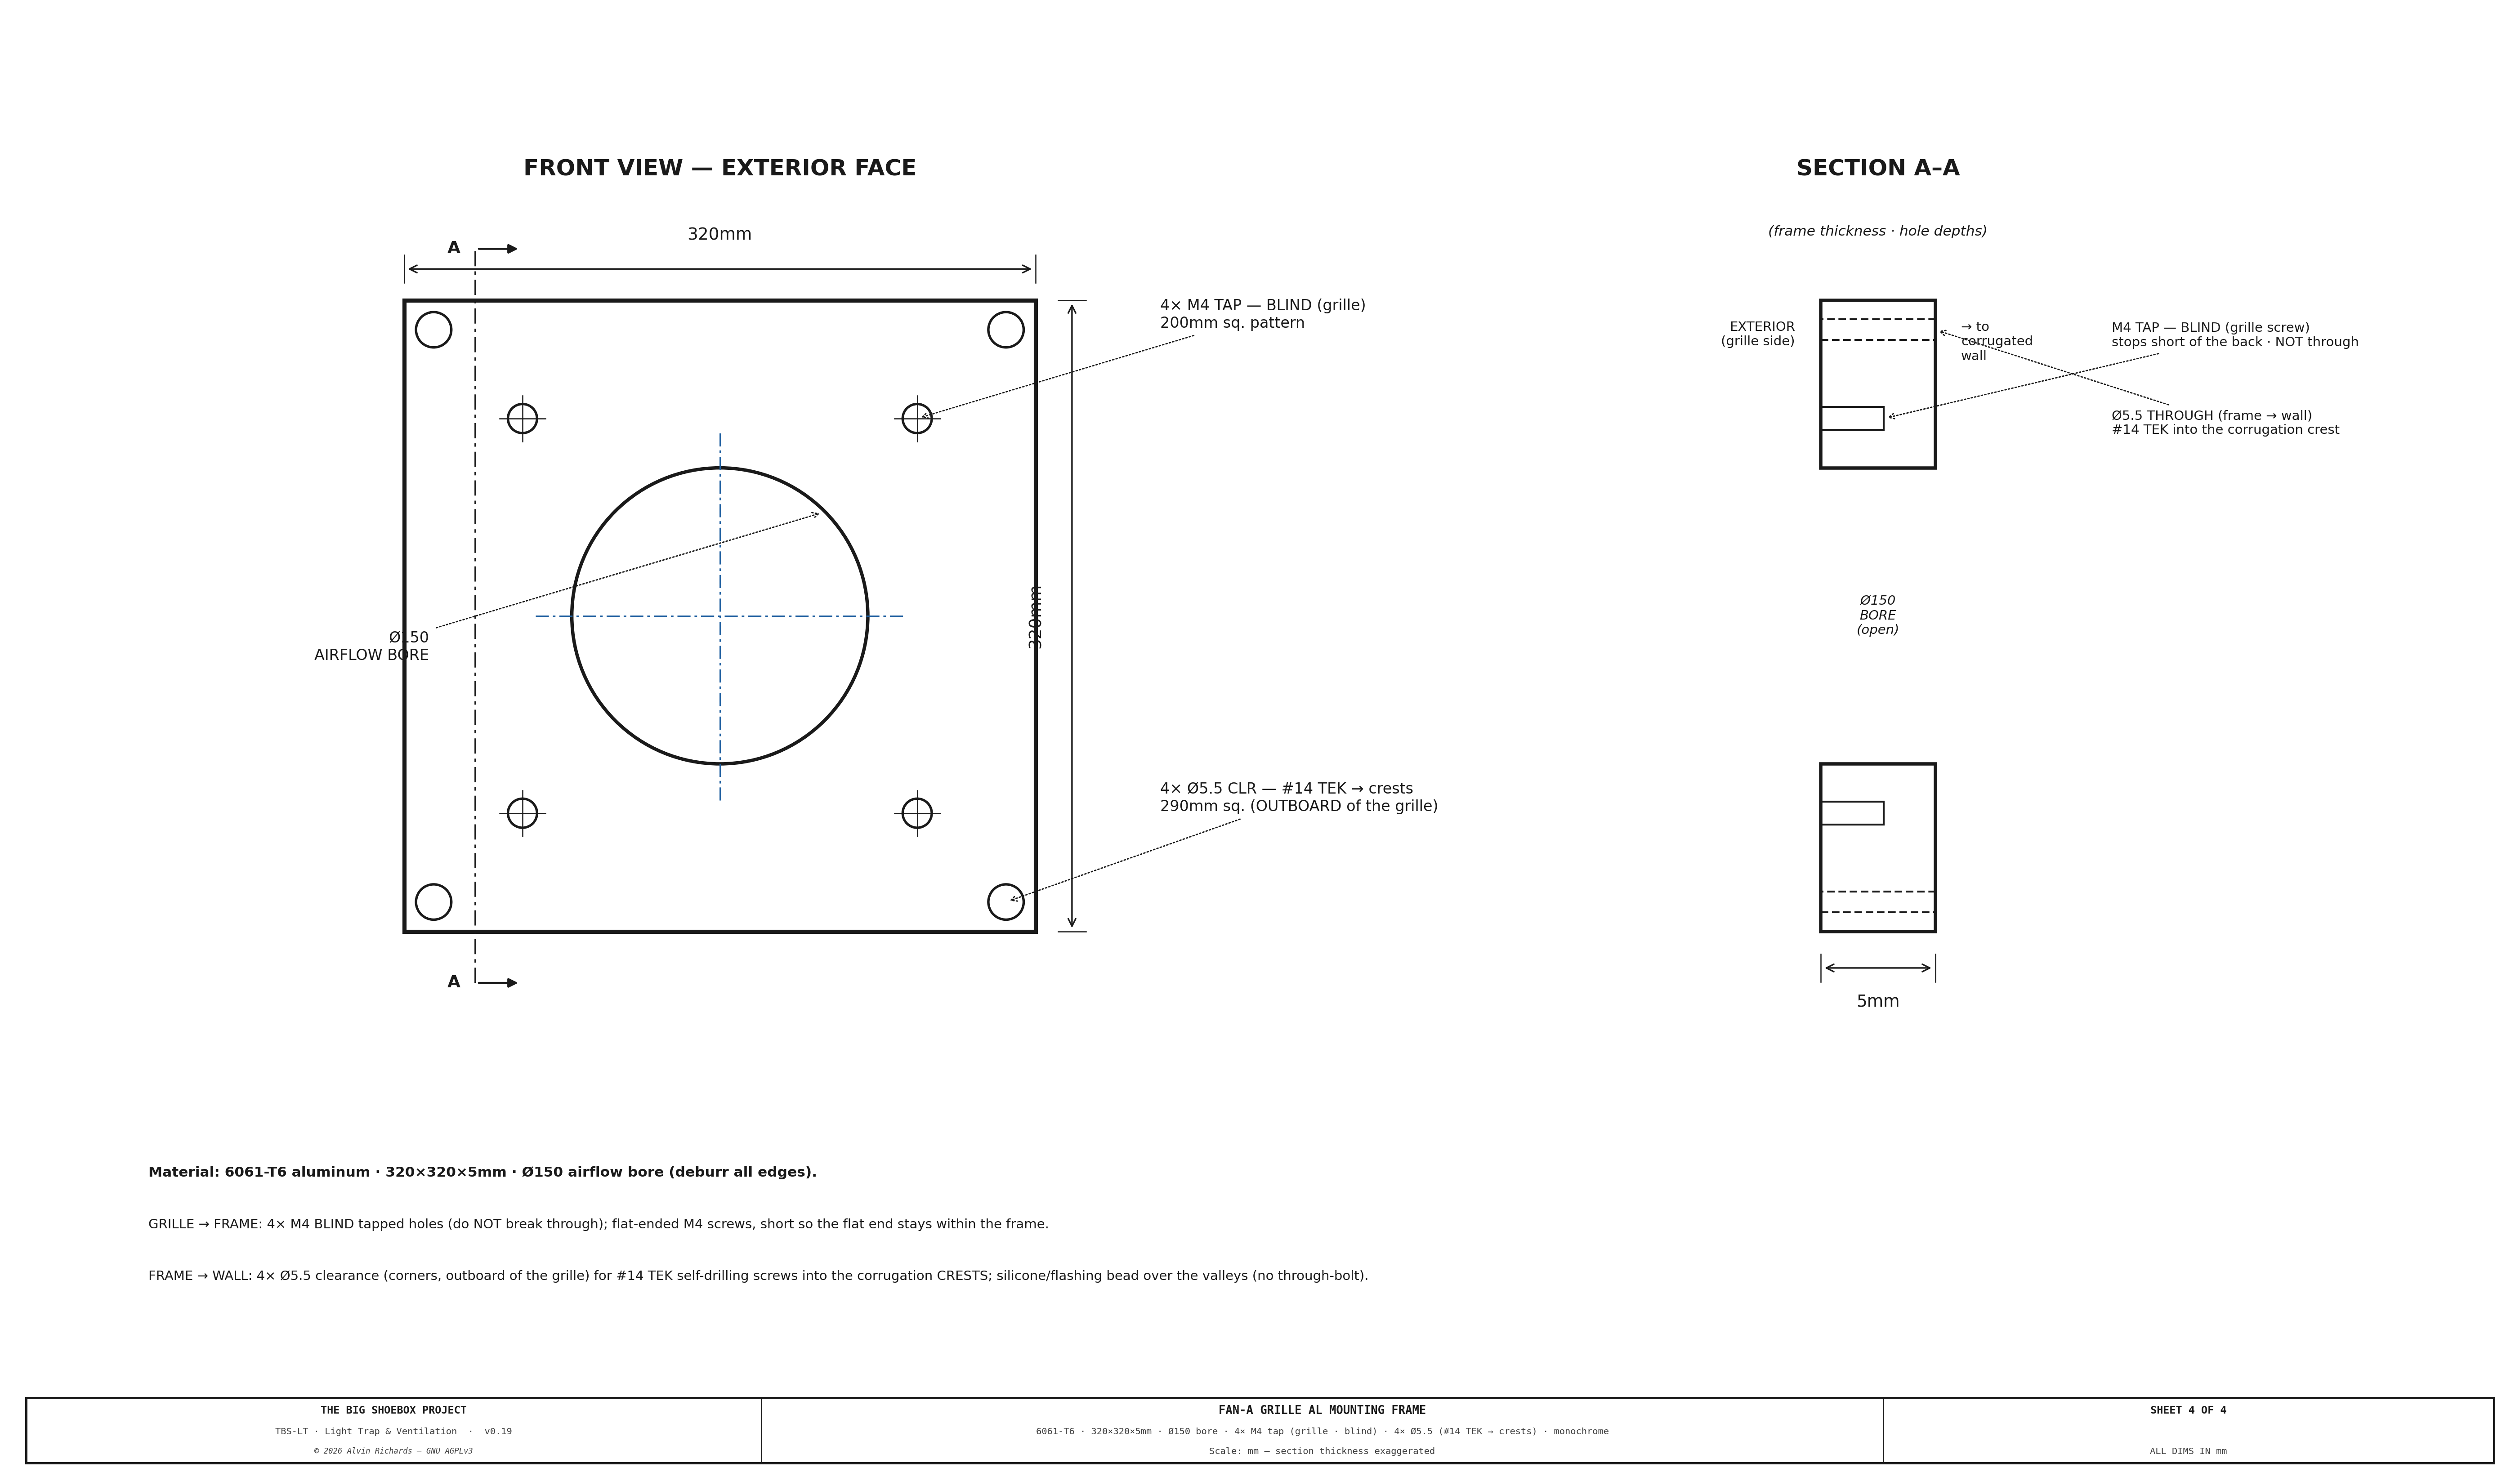 FRONT VIEW — EXTERIOR FACE
SECTION A–A
(frame thickness · hole depths)
A
320mm
4× M4 TAP — BLIND (grille)
200mm sq. pattern
EXTERIOR
(grille side)
→ to
corrugated
wall
M4 TAP — BLIND (grille screw)
stops short of the back · NOT through
Ø5.5 THROUGH (frame → wall)
#14 TEK into the corrugation crest
320mm
Ø150
AIRFLOW BORE
Ø150
BORE
(open)
4× Ø5.5 CLR — #14 TEK → crests
290mm sq. (OUTBOARD of the grille)
A
5mm
Material: 6061-T6 aluminum · 320×320×5mm · Ø150 airflow bore (deburr all edges).
GRILLE → FRAME: 4× M4 BLIND tapped holes (do NOT break through); flat-ended M4 screws, short so the flat end stays within the frame.
FRAME → WALL: 4× Ø5.5 clearance (corners, outboard of the grille) for #14 TEK self-drilling screws into the corrugation CRESTS; silicone/flashing bead over the valleys (no through-bolt).
THE BIG SHOEBOX PROJECT
TBS-LT · Light Trap & Ventilation · v0.19
© 2026 Alvin Richards — GNU AGPLv3
FAN-A GRILLE AL MOUNTING FRAME
6061-T6 · 320×320×5mm · Ø150 bore · 4× M4 tap (grille · blind) · 4× Ø5.5 (#14 TEK → crests) · monochrome
Scale: mm — section thickness exaggerated
SHEET 4 OF 4
ALL DIMS IN mm